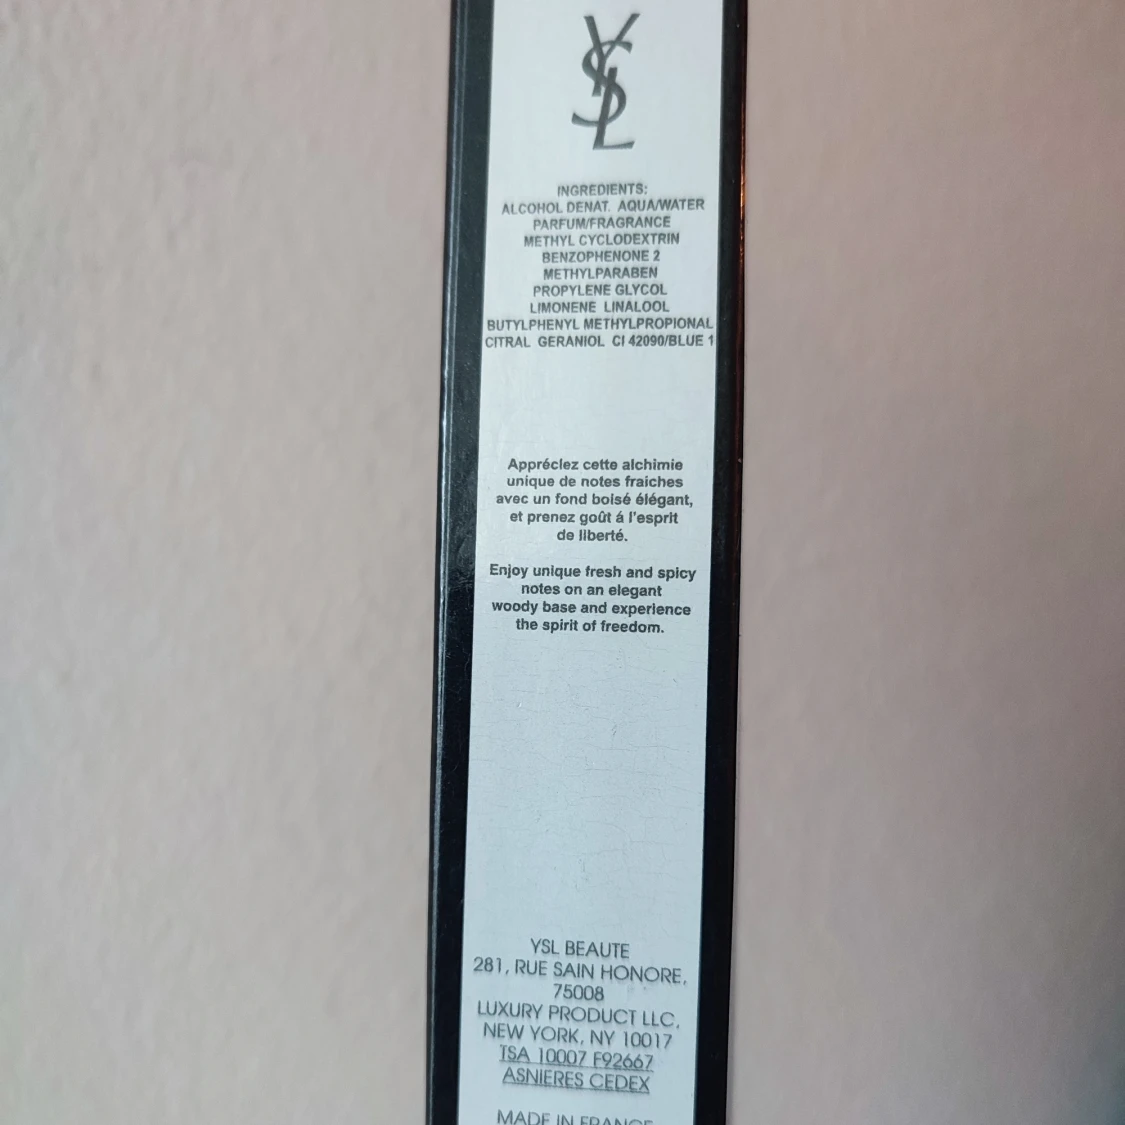 YSL
INGREDIENTS:
ALCOHOL DENAT. AQUA/WATER
PARFUM/FRAGRANCE
METHYL CYCLODEXTRIN
BENZOPHENONE 2
METHYLPARABEN
PROPYLENE GLYCOL
LIMONENE LINALOOL
BUTYLPHENYL METHYLPROPIONAL
CITRAL GERANIOL CI 42090/BLUE 1
Appréciez cette alchimie
unique de notes fraiches
avec un fond boisé élégant,
et prenez goût á l'esprit
de liberté.
Enjoy unique fresh and spicy
notes on an elegant
woody base and experience
the spirit of freedom.
YSL BEAUTE
281, RUE SAIN HONORE,
75008
LUXURY PRODUCT LLC,
NEW YORK, NY 10017
TSA 10007 F92667
ASNIERES CEDEX
MADE IN FRANCE